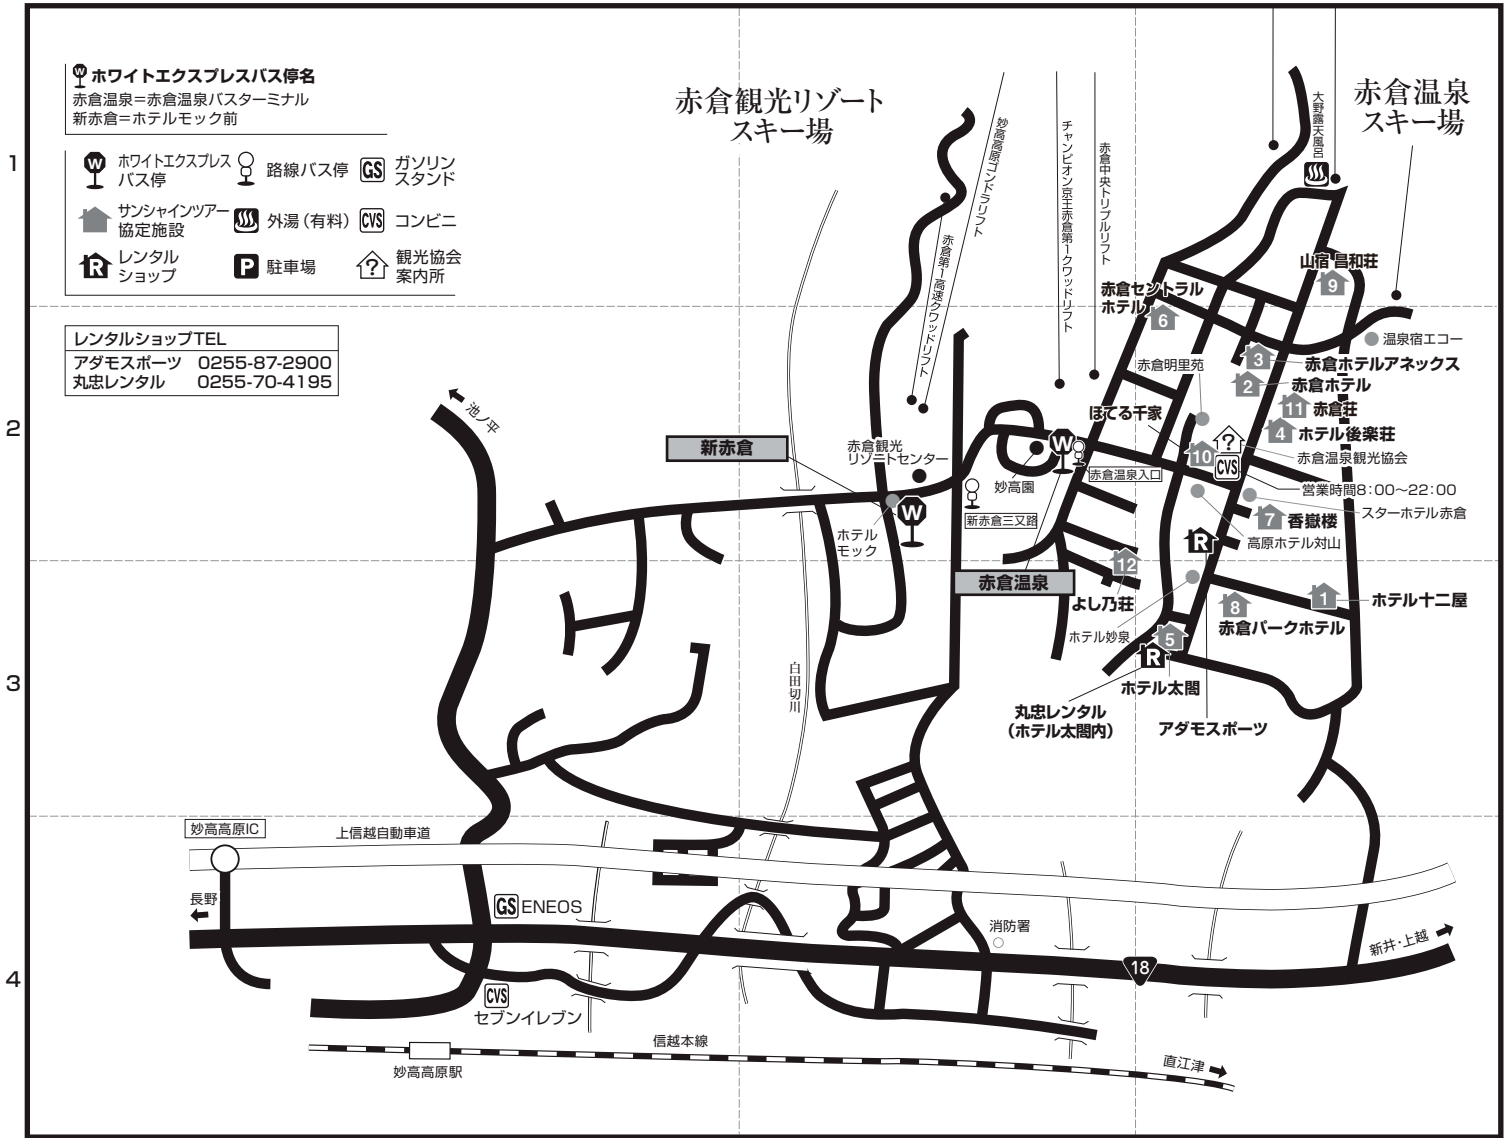 ホワイトエクスプレスバス停名
赤倉温泉=赤倉温泉バスターミナル
新赤倉=ホテルモック前
W
ホワイトエクスプレス
バス停
路線バス停
GS
ガソリン
スタンド
サンシャインツアー
協定施設
外湯(有料)
CVS
コンビニ
R
レンタル
ショップ
P
駐車場
?
観光協会
案内所
レンタルショップTEL
アダモスポーツ 0255-87-2900
丸忠レンタル 0255-70-4195
1
2
3
4
赤倉観光リゾート
スキー場
赤倉温泉
スキー場
妙高高原ゴンドラリフト
赤倉第1高速クワッドリフト
チャンピオン京王赤倉第1クワッドリフト
赤倉中央トリプルリフト
大野露天風呂
山宿 昌和荘
9
赤倉セントラル
ホテル
6
温泉宿エコー
3
赤倉ホテルアネックス
赤倉明里苑
2
赤倉ホテル
11
赤倉荘
ほてる千家
4
ホテル後楽荘
?
10
CVS
赤倉温泉観光協会
営業時間8:00〜22:00
スターホテル赤倉
7
香嶽楼
高原ホテル対山
R
池ノ平
新赤倉
赤倉観光
リゾートセンター
W
妙高園
赤倉温泉入口
新赤倉三又路
W
ホテル
モック
赤倉温泉
12
よし乃荘
ホテル妙泉
8
赤倉パークホテル
1
ホテル十二屋
5
R
ホテル太閤
丸忠レンタル
(ホテル太閤内)
アダモスポーツ
白田切川
妙高高原IC
上信越自動車道
長野
GS
ENEOS
消防署
18
新井・上越
CVS
セブンイレブン
信越本線
妙高高原駅
直江津